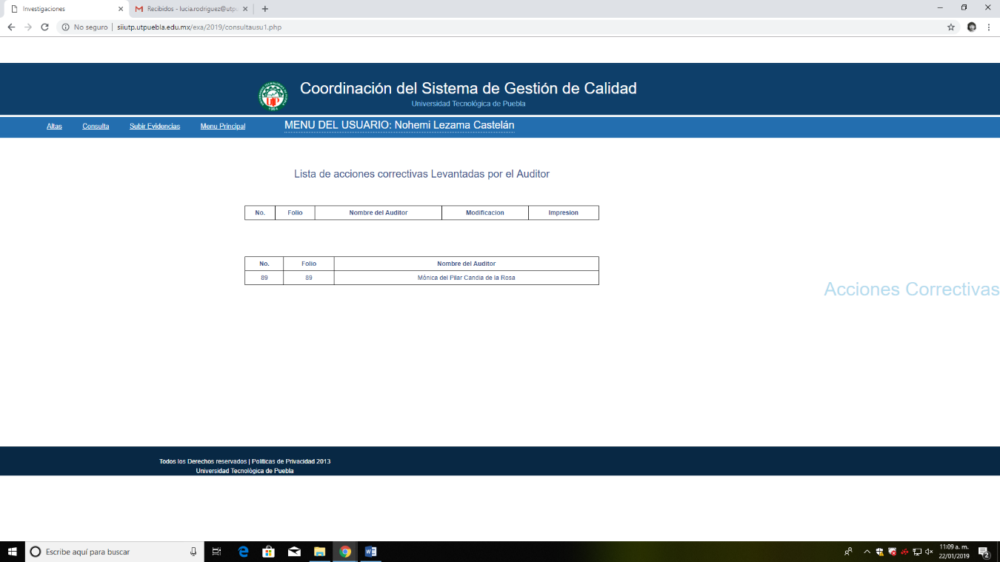 Investigaciones
Recibidos - lucia.rodriguez@utp
No seguro | siiutp.utpuebla.edu.mx/exa/2019/consultausu1.php
Coordinación del Sistema de Gestión de Calidad
Universidad Tecnológica de Puebla
Altas Consulta Subir Evidencias Menu Principal MENU DEL USUARIO: Nohemi Lezama Castelán
Lista de acciones correctivas Levantadas por el Auditor
No. Folio Nombre del Auditor Modificacion Impresion
No. Folio Nombre del Auditor
89 89 Mónica del Pilar Candia de la Rosa
Acciones Correctivas
Todos los Derechos reservados | Políticas de Privacidad 2013
Universidad Tecnológica de Puebla
Escribe aquí para buscar
11:09 a. m.
22/01/2019
2